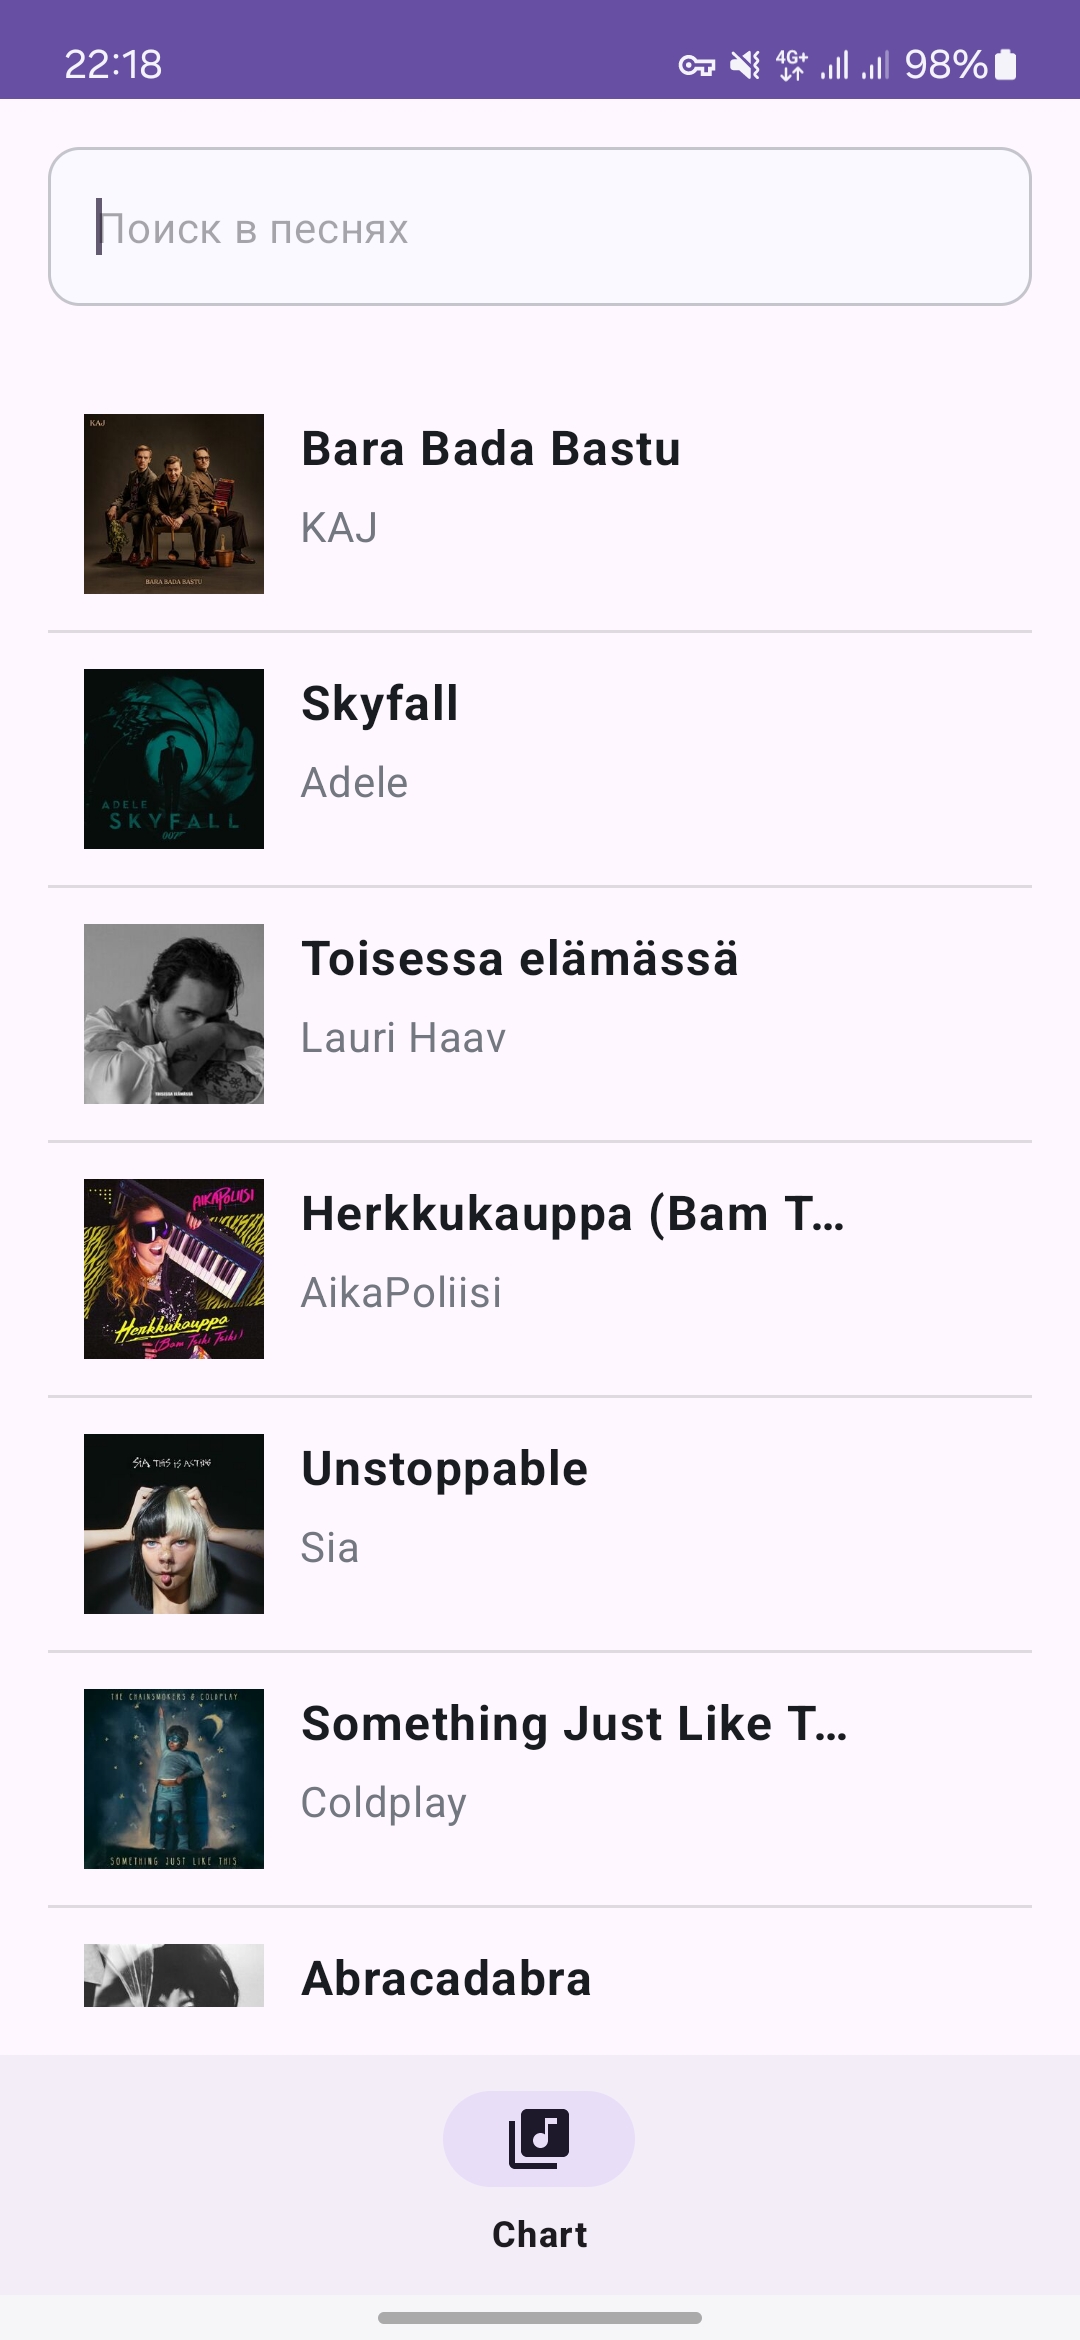 22:18
4G+
98%
Поиск в песнях
KAJ
BARA BADA BASTU
Bara Bada Bastu
KAJ
ADELE
SKYFALL
007
Skyfall
Adele
TOISESSA ELÄMÄSSÄ
Toisessa elämässä
Lauri Haav
AIKAPOLIISI
Herkkukauppa
(Bam Tsiki Tsiki)
Herkkukauppa (Bam T...
AikaPoliisi
SIA THIS IS ACTING
Unstoppable
Sia
THE CHAINSMOKERS & COLDPLAY
SOMETHING JUST LIKE THIS
Something Just Like T...
Coldplay
Abracadabra
Chart